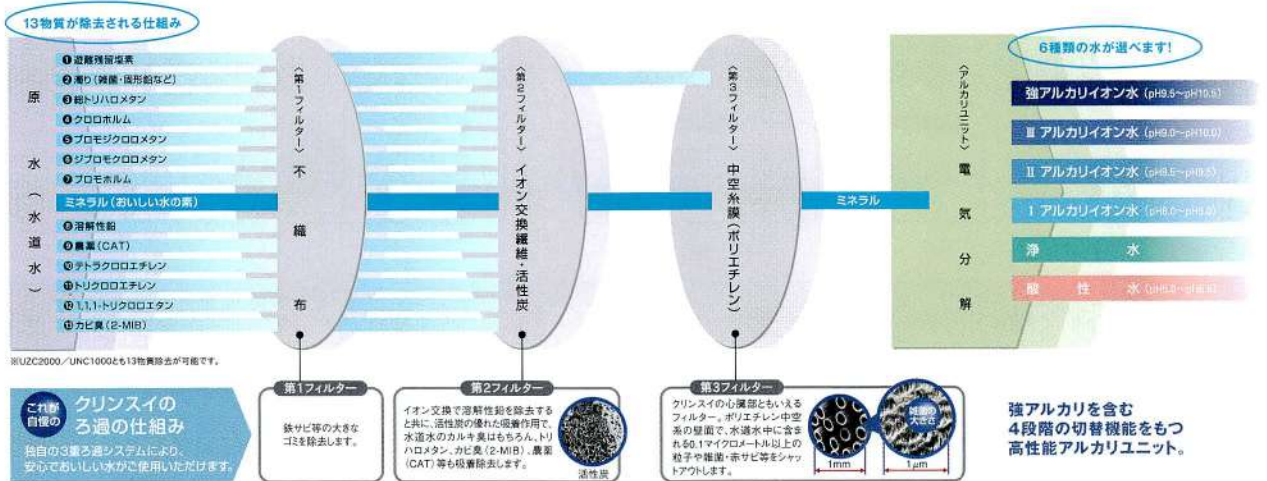 13物質が除去される仕組み
原水(水道水)
❶遊離残留塩素
❷濁り(雑菌・固形鉛など)
❸総トリハロメタン
❹クロロホルム
❺ブロモジクロロメタン
❻ジブロモクロロメタン
❼ブロモホルム
ミネラル(おいしい水の素)
❽溶解性鉛
❾農薬(CAT)
❿テトラクロロエチレン
⓫トリクロロエチレン
⓬1,1,1-トリクロロエタン
⓭カビ臭(2-MIB)
〈第1フィルター〉不織布
〈第2フィルター〉イオン交換繊維・活性炭
〈第3フィルター〉中空糸膜(ポリエチレン)
ミネラル
〈アルカリユニット〉電気分解
6種類の水が選べます!
強アルカリイオン水(pH9.5~pH10.5)
Ⅲ アルカリイオン水(pH9.0~pH10.0)
Ⅱ アルカリイオン水(pH8.5~pH9.5)
Ⅰ アルカリイオン水(pH8.0~pH9.0)
浄水
酸性水
※UZC2000/UNC1000とも13物質除去が可能です。
これが
自慢の
クリンスイの
ろ過の仕組み
独自の3重ろ過システムにより、
安心でおいしい水がご使用いただけます。
第1フィルター
鉄サビ等の大きな
ゴミを除去します。
第2フィルター
イオン交換で溶解性鉛を除去する
と共に、活性炭の優れた吸着作用で、
水道水のカルキ臭はもちろん、トリ
ハロメタン、カビ臭(2-MIB)、農薬
(CAT)等も吸着除去します。
活性炭
第3フィルター
クリンスイの心臓部ともいえる
フィルター。ポリエチレン中空
糸の壁面で、水道水中に含ま
れる0.1マイクロメートル以上の
粒子や雑菌・赤サビ等をシャッ
トアウトします。
1mm
雑菌の
大きさ
1μm
強アルカリを含む
4段階の切替機能をもつ
高性能アルカリユニット。